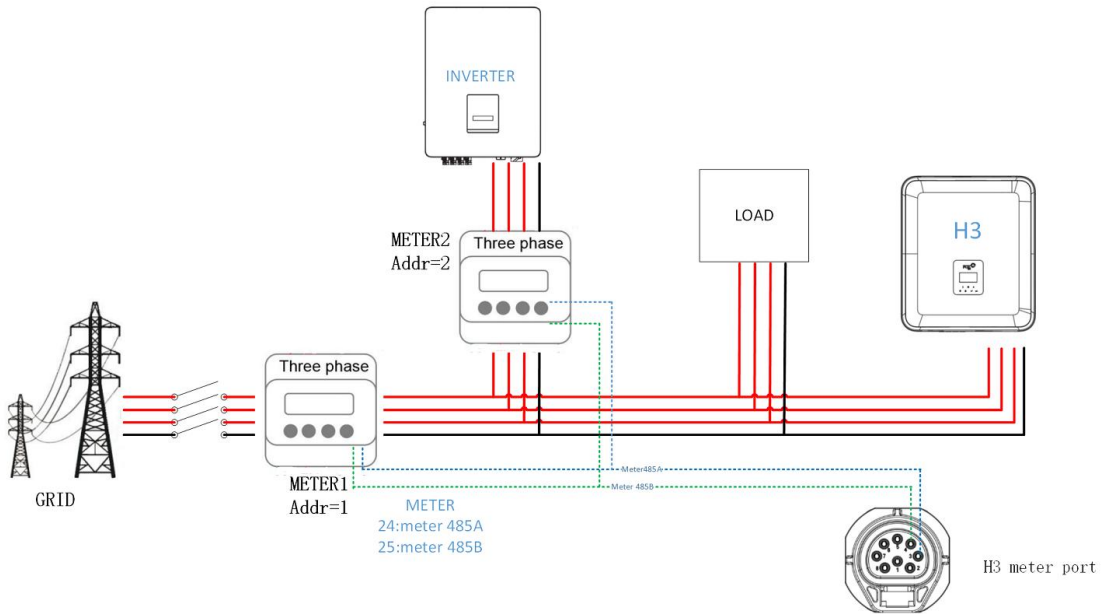 INVERTER
METER2
Addr=2
Three phase
LOAD
H3
Three phase
GRID
METER1
Addr=1
METER
24:meter 485A
25:meter 485B
Meter485A
Meter 485B
H3 meter port